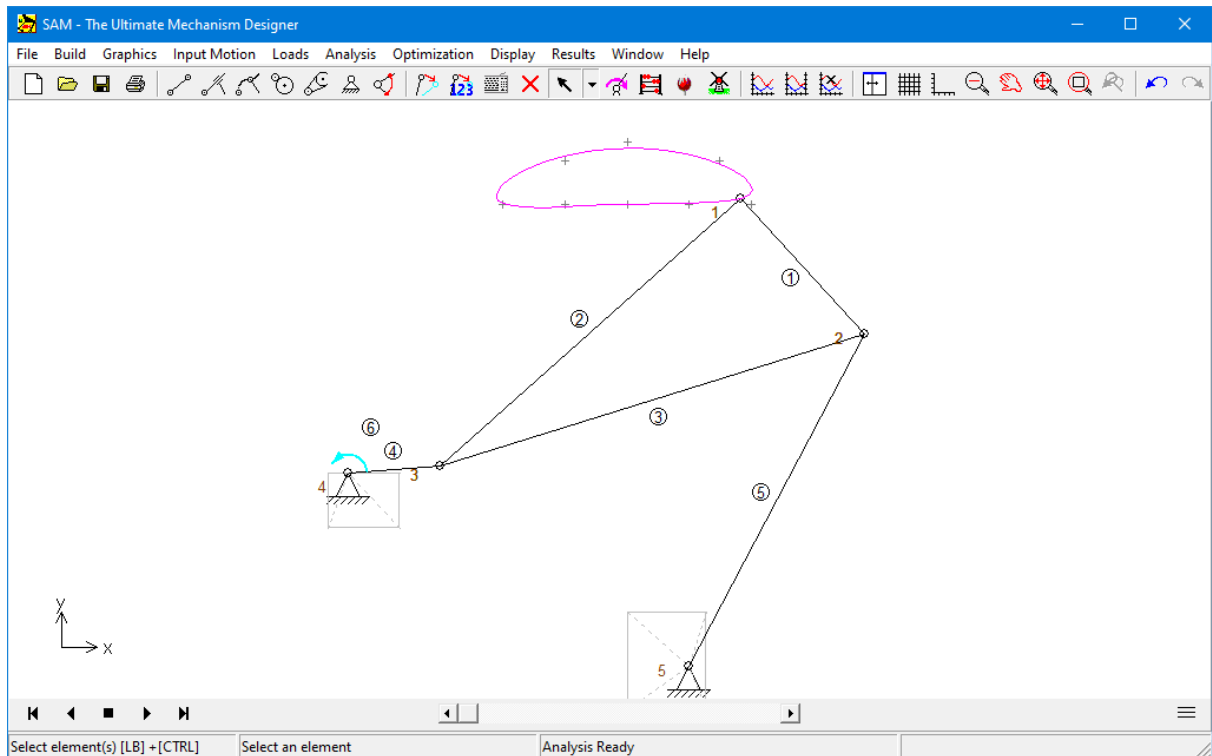 SAM - The Ultimate Mechanism Designer
File Build Graphics Input Motion Loads Analysis Optimization Display Results Window Help
123
1
①
②
2
③
⑥
④
3
4
⑤
y
x
5
Select element(s) [LB] +[CTRL] Select an element Analysis Ready